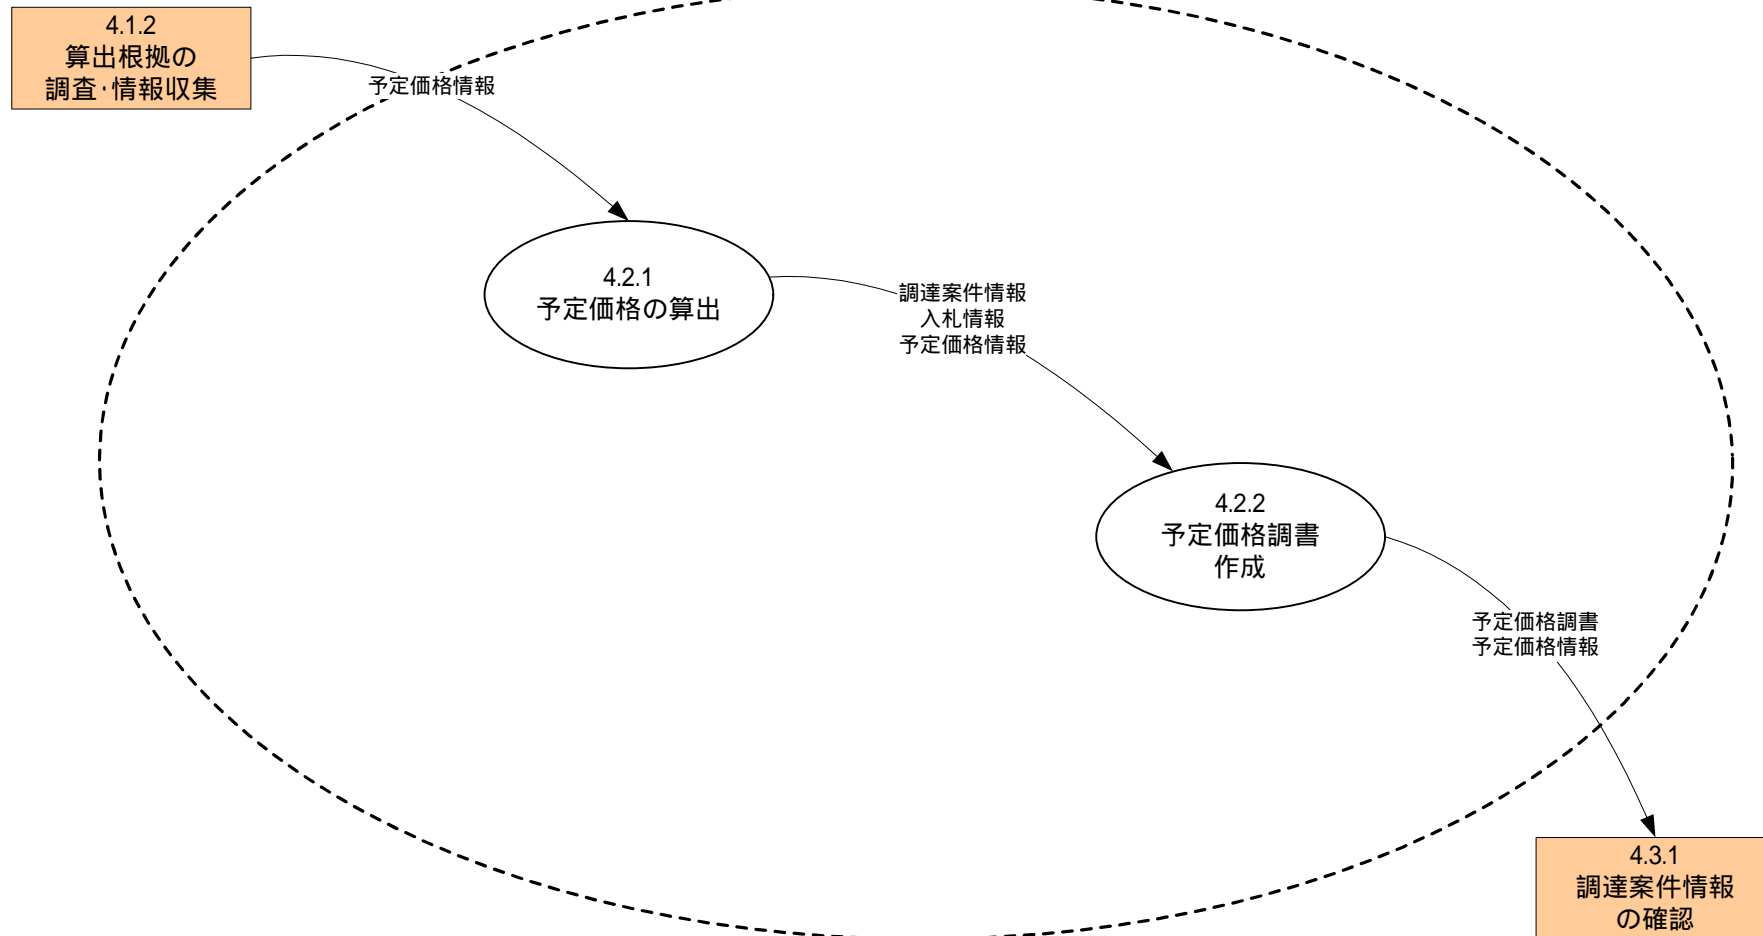 4.1.2
算出根拠の
調査･情報収集
予定価格情報
4.2.1
予定価格の算出
調達案件情報
入札情報
予定価格情報
4.2.2
予定価格調書
作成
予定価格調書
予定価格情報
4.3.1
調達案件情報
の確認